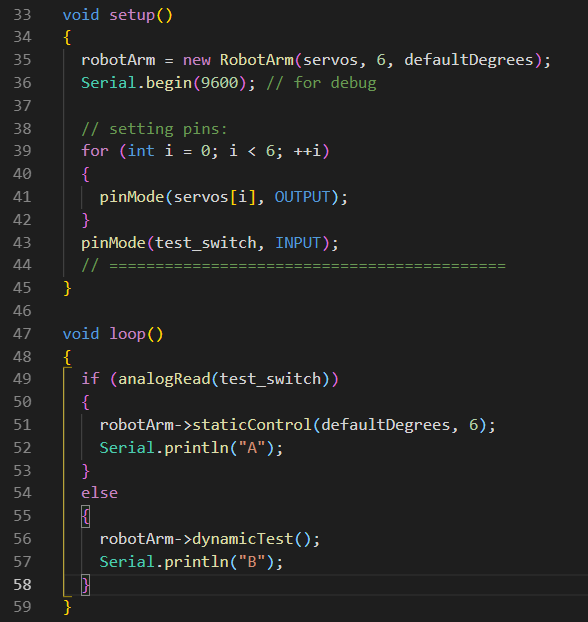 33 void setup()
34 {
35   robotArm = new RobotArm(servos, 6, defaultDegrees);
36   Serial.begin(9600); // for debug
37
38   // setting pins:
39   for (int i = 0; i < 6; ++i)
40   {
41     pinMode(servos[i], OUTPUT);
42   }
43   pinMode(test_switch, INPUT);
44   // ===========================================
45 }
46
47 void loop()
48 {
49   if (analogRead(test_switch))
50   {
51     robotArm->staticControl(defaultDegrees, 6);
52     Serial.println("A");
53   }
54   else
55   {
56     robotArm->dynamicTest();
57     Serial.println("B");
58   }
59 }